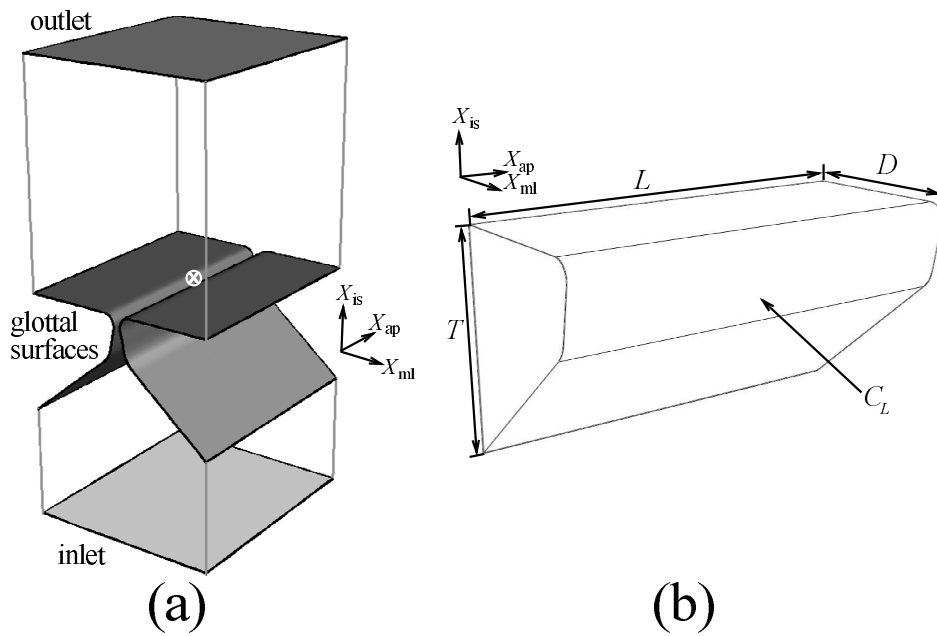 outlet
glottal
surfaces
X_is
X_ap
X_ml
inlet
(a)
X_is
X_ap
X_ml
L
D
T
C_L
(b)